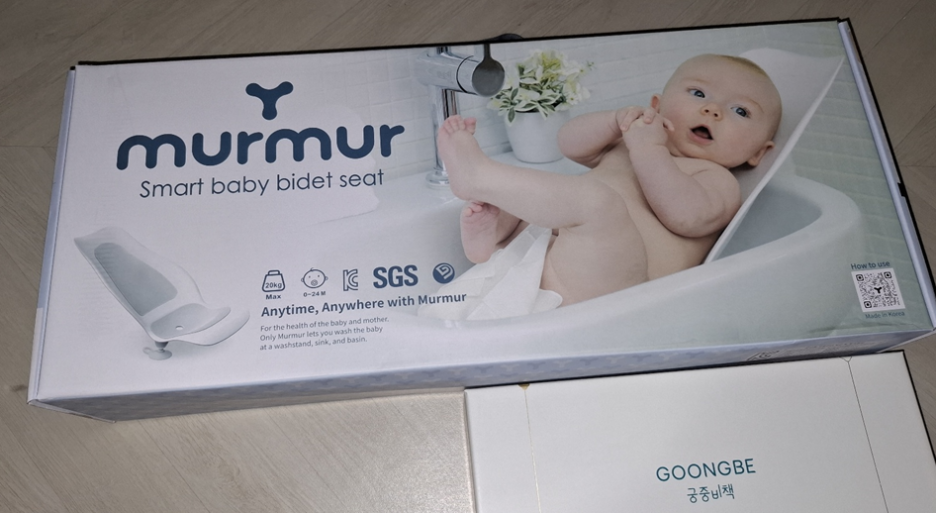 murmur
Smart baby bidet seat
20kg
Max
0~24M
SGS
Anytime, Anywhere with Murmur
For the health of the baby and mother.
Only Murmur lets you wash the baby
at a washstand, sink, and basin.
How to use
Made in Korea
GOONGBE
궁중비책